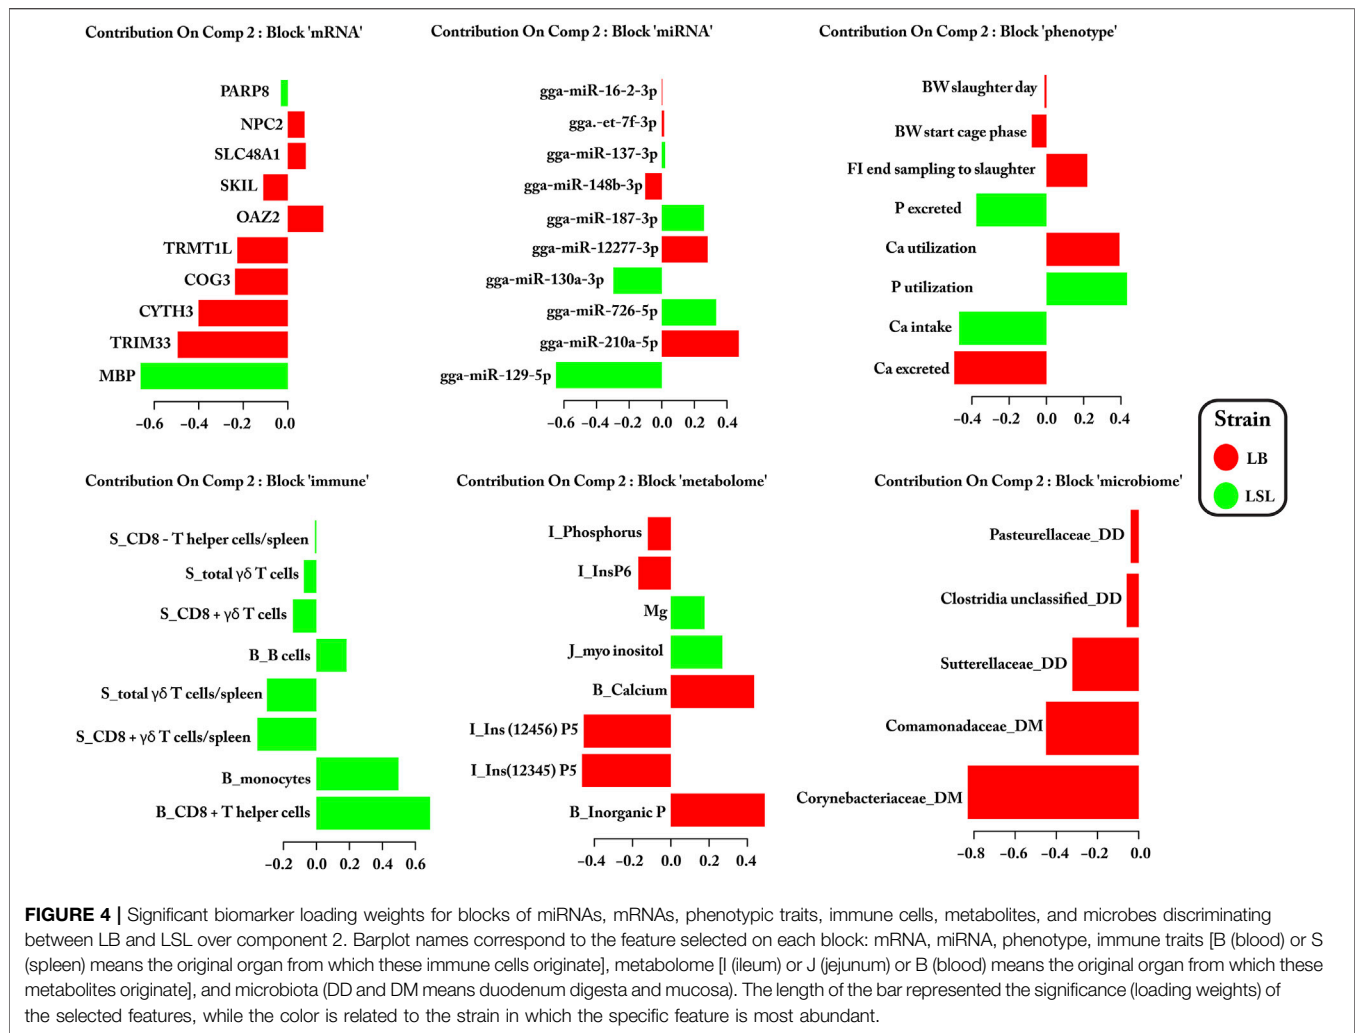 Contribution On Comp 2 : Block 'mRNA'
PARP8
NPC2
SLC48A1
SKIL
OAZ2
TRMT1L
COG3
CYTH3
TRIM33
MBP
−0.6 −0.4 −0.2 0.0
Contribution On Comp 2 : Block 'miRNA'
gga-miR-16-2-3p
gga.-et-7f-3p
gga-miR-137-3p
gga-miR-148b-3p
gga-miR-187-3p
gga-miR-12277-3p
gga-miR-130a-3p
gga-miR-726-5p
gga-miR-210a-5p
gga-miR-129-5p
−0.6 −0.4 −0.2 0.0 0.2 0.4
Contribution On Comp 2 : Block 'phenotype'
BW slaughter day
BW start cage phase
FI end sampling to slaughter
P excreted
Ca utilization
P utilization
Ca intake
Ca excreted
−0.4 −0.2 0.0 0.2 0.4
Strain
LB
LSL
Contribution On Comp 2 : Block 'immune'
S_CD8 - T helper cells/spleen
S_total γδ T cells
S_CD8 + γδ T cells
B_B cells
S_total γδ T cells/spleen
S_CD8 + γδ T cells/spleen
B_monocytes
B_CD8 + T helper cells
−0.2 0.0 0.2 0.4 0.6
Contribution On Comp 2 : Block 'metabolome'
I_Phosphorus
I_InsP6
Mg
J_myo inositol
B_Calcium
I_Ins (12456) P5
I_Ins(12345) P5
B_Inorganic P
−0.4 −0.2 0.0 0.2 0.4
Contribution On Comp 2 : Block 'microbiome'
Pasteurellaceae_DD
Clostridia unclassified_DD
Sutterellaceae_DD
Comamonadaceae_DM
Corynebacteriaceae_DM
−0.8 −0.6 −0.4 −0.2 0.0
FIGURE 4 | Significant biomarker loading weights for blocks of miRNAs, mRNAs, phenotypic traits, immune cells, metabolites, and microbes discriminating
between LB and LSL over component 2. Barplot names correspond to the feature selected on each block: mRNA, miRNA, phenotype, immune traits [B (blood) or S
(spleen) means the original organ from which these immune cells originate], metabolome [I (ileum) or J (jejunum) or B (blood) means the original organ from which these
metabolites originate], and microbiota (DD and DM means duodenum digesta and mucosa). The length of the bar represented the significance (loading weights) of
the selected features, while the color is related to the strain in which the specific feature is most abundant.